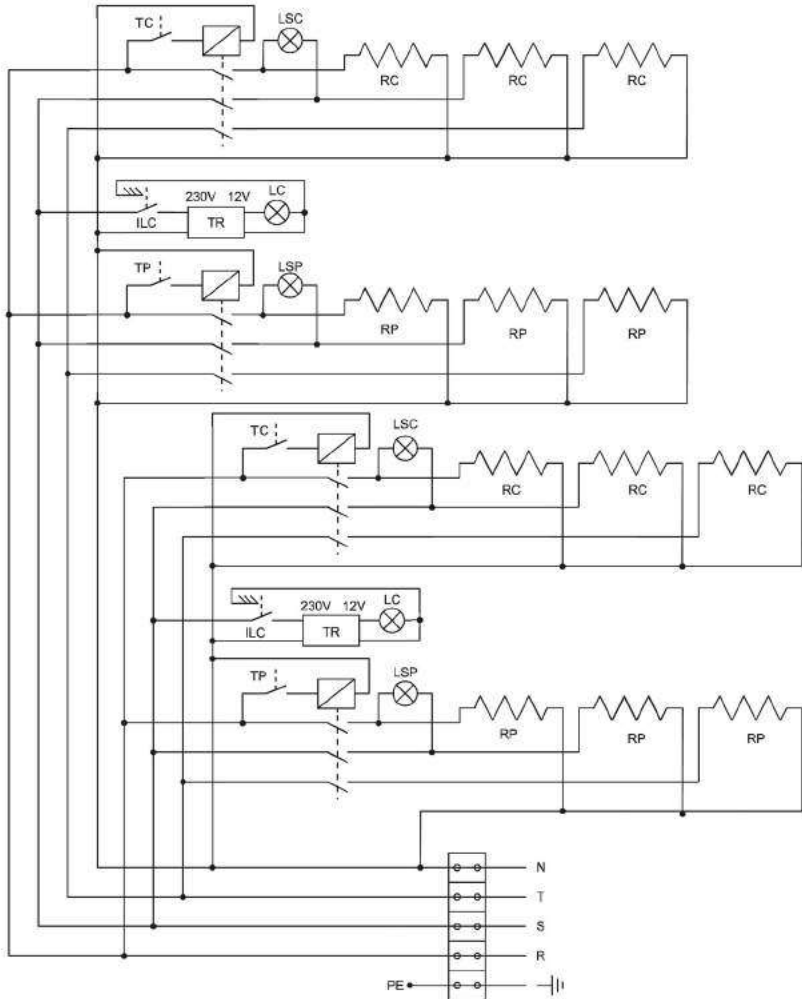 TC LSC
RC RC RC
230V 12V LC
ILC TR
TP LSP
RP RP RP
TC LSC
RC RC RC
230V 12V LC
ILC TR
TP LSP
RP RP RP
N
T
S
R
PE